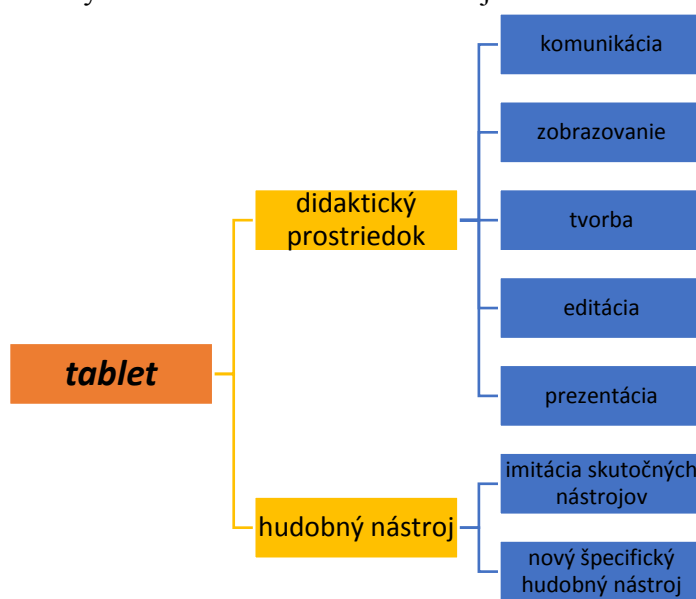 komunikácia
zobrazovanie
didaktický
prostriedok
tvorba
editácia
tablet
prezentácia
imitácia skutočných
nástrojov
hudobný nástroj
nový špecifický
hudobný nástroj